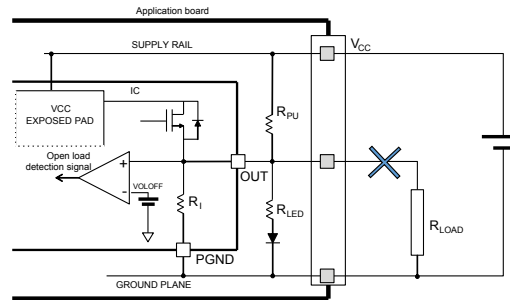 Application board
SUPPLY RAIL
VCC
IC
VCC
EXPOSED PAD
RPU
Open load
detection signal
+
-
VOLOFF
OUT
RI
RLED
RLOAD
PGND
GROUND PLANE